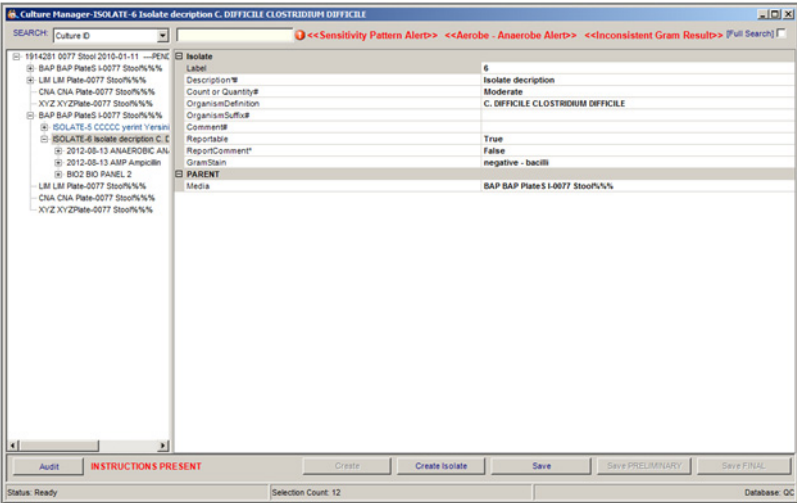 Culture Manager-ISOLATE-6 Isolate decription C. DIFFICILE CLOSTRIDIUM DIFFICILE
SEARCH: Culture ID <<Sensitivity Pattern Alert>> <<Aerobe - Anaerobe Alert>> <<Inconsistent Gram Result>> [Full Search]
1914281 0077 Stool 2010-01-11 ---PEND
BAP BAP PlateS I-0077 Stool%%%
LIM LIM Plate-0077 Stool%%%
CNA CNA Plate-0077 Stool%%%
XYZ XYZPlate-0077 Stool%%%
BAP BAP PlateS I-0077 Stool%%%
ISOLATE-5 CCCCC yerint Yersini
ISOLATE-6 Isolate decription C. D
2012-08-13 ANAEROBIC AN
2012-08-13 AMP Ampicillin
BIO2 BIO PANEL 2
LIM LIM Plate-0077 Stool%%%
CNA CNA Plate-0077 Stool%%%
XYZ XYZPlate-0077 Stool%%%
Isolate
Label 6
Description*# Isolate decription
Count or Quantity# Moderate
OrganismDefinition C. DIFFICILE CLOSTRIDIUM DIFFICILE
OrganismSuffix#
Comment#
Reportable True
ReportComment* False
GramStain negative - bacilli
PARENT
Media BAP BAP PlateS I-0077 Stool%%%
Audit INSTRUCTIONS PRESENT Create Create Isolate Save Save PRELIMINARY Save FINAL
Status: Ready Selection Count: 12 Database: QC